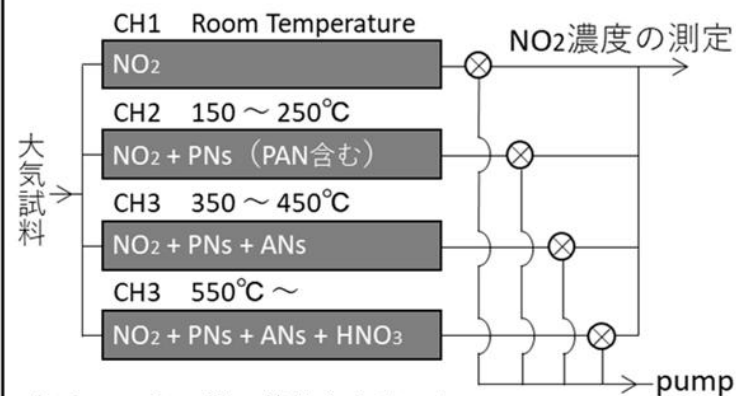 CH1 Room Temperature
NO2濃度の測定
NO2
CH2 150 ～ 250℃
NO2 + PNs （PAN含む）
大気試料
CH3 350 ～ 450℃
NO2 + PNs + ANs
CH3 550℃ ～
NO2 + PNs + ANs + HNO3
pump